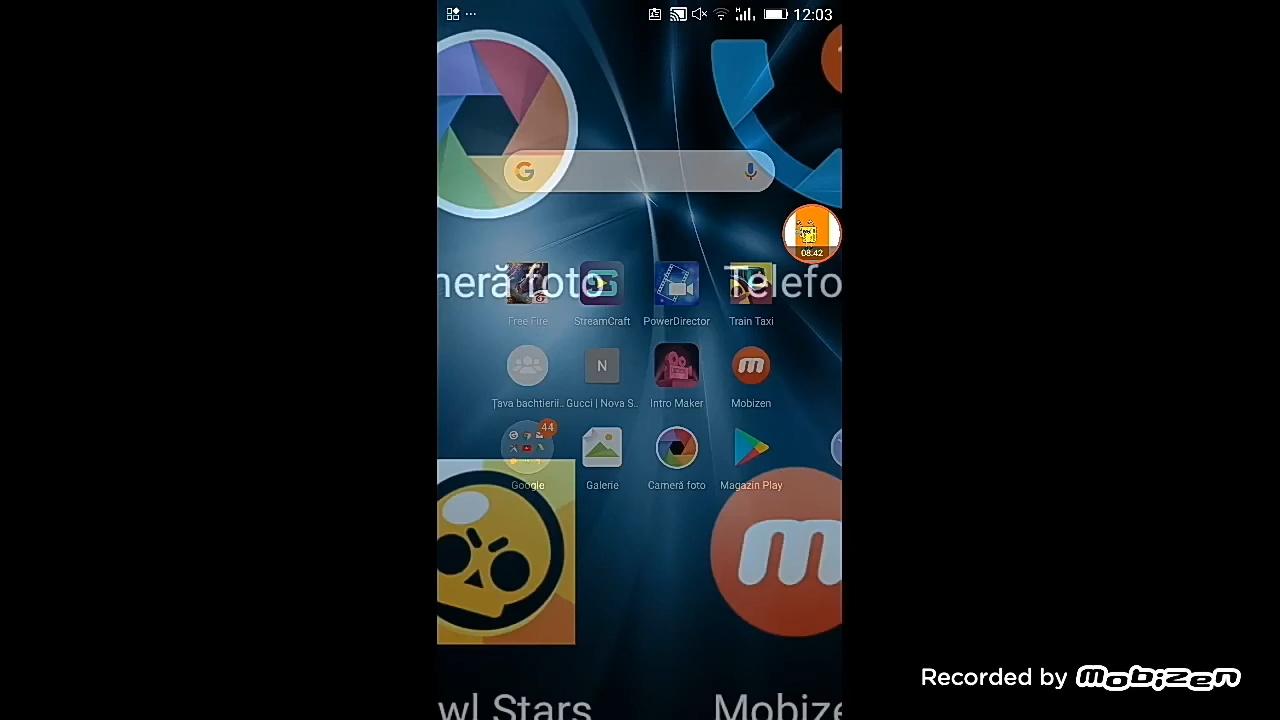 12:03
08:42
neră foto
Telefo
Free Fire
StreamCraft
PowerDirector
Train Taxi
N
Țava bachtierii..
Gucci | Nova S..
Intro Maker
Mobizen
44
Google
Galerie
Cameră foto
Magazin Play
wl Stars
Mobize
Recorded by Mobizen